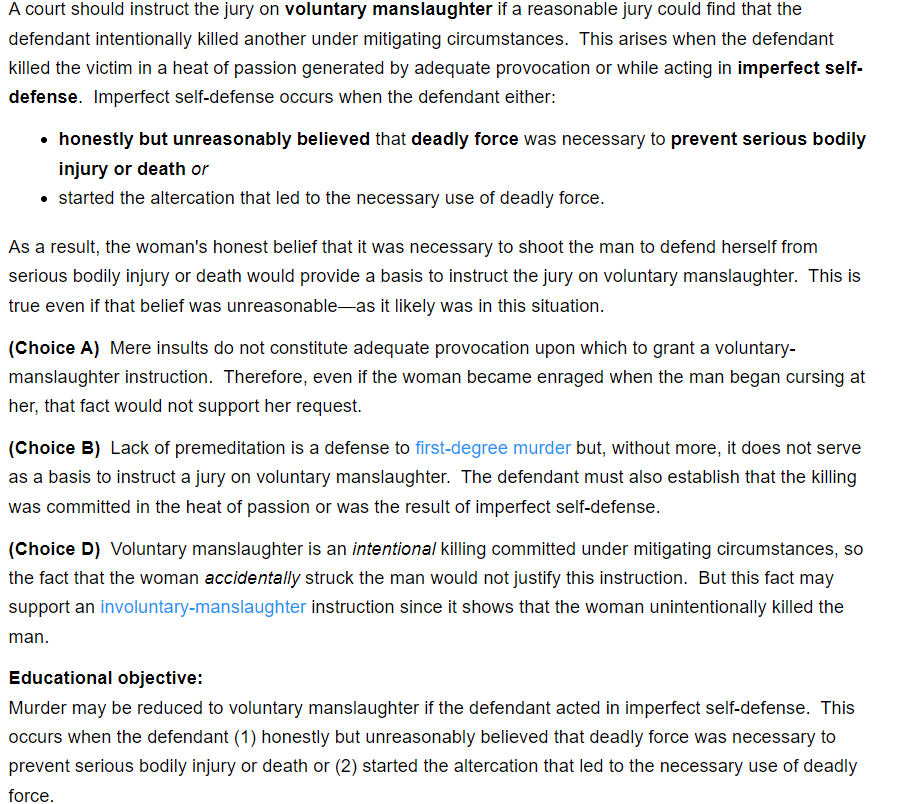 A court should instruct the jury on voluntary manslaughter if a reasonable jury could find that the
defendant intentionally killed another under mitigating circumstances.  This arises when the defendant
killed the victim in a heat of passion generated by adequate provocation or while acting in imperfect self-
defense.  Imperfect self-defense occurs when the defendant either:
• honestly but unreasonably believed that deadly force was necessary to prevent serious bodily
injury or death or
• started the altercation that led to the necessary use of deadly force.
As a result, the woman's honest belief that it was necessary to shoot the man to defend herself from
serious bodily injury or death would provide a basis to instruct the jury on voluntary manslaughter.  This is
true even if that belief was unreasonable—as it likely was in this situation.
(Choice A)  Mere insults do not constitute adequate provocation upon which to grant a voluntary-
manslaughter instruction.  Therefore, even if the woman became enraged when the man began cursing at
her, that fact would not support her request.
(Choice B)  Lack of premeditation is a defense to first-degree murder but, without more, it does not serve
as a basis to instruct a jury on voluntary manslaughter.  The defendant must also establish that the killing
was committed in the heat of passion or was the result of imperfect self-defense.
(Choice D)  Voluntary manslaughter is an intentional killing committed under mitigating circumstances, so
the fact that the woman accidentally struck the man would not justify this instruction.  But this fact may
support an involuntary-manslaughter instruction since it shows that the woman unintentionally killed the
man.
Educational objective:
Murder may be reduced to voluntary manslaughter if the defendant acted in imperfect self-defense.  This
occurs when the defendant (1) honestly but unreasonably believed that deadly force was necessary to
prevent serious bodily injury or death or (2) started the altercation that led to the necessary use of deadly
force.